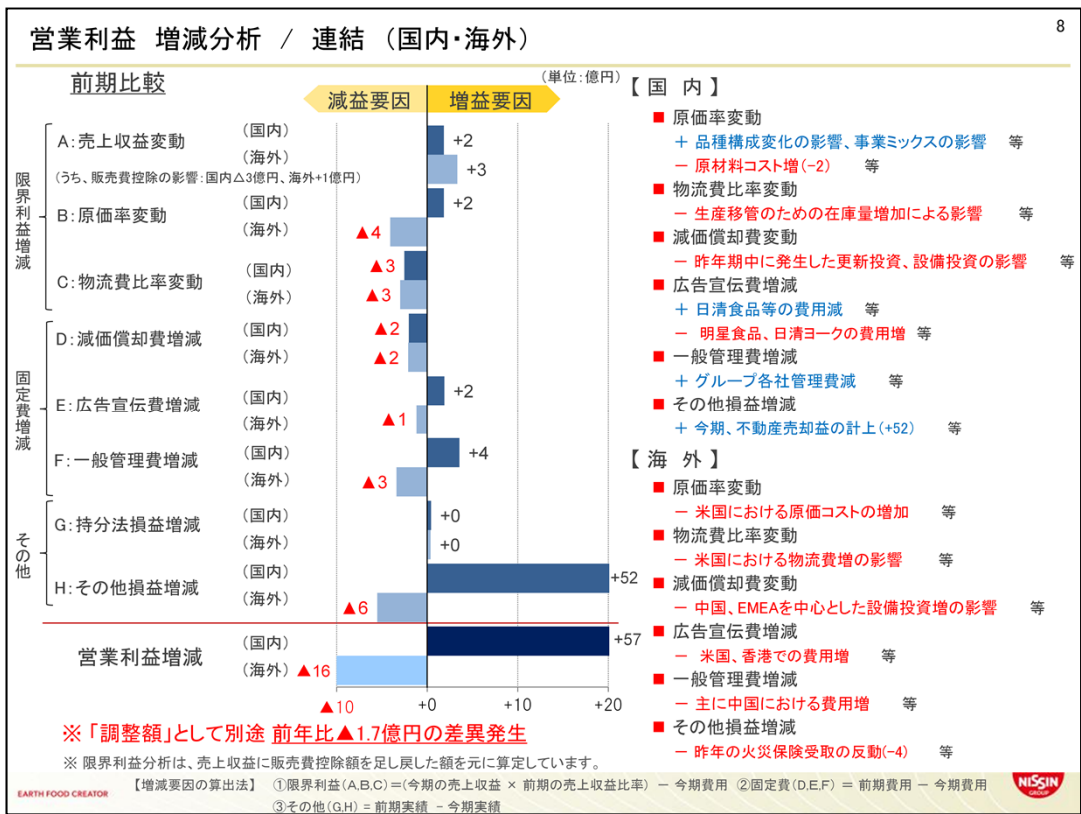 8
営業利益 増減分析 / 連結 (国内・海外)
前期比較
(単位:億円)
減益要因 増益要因
限界利益増減
A:売上収益変動 (国内) +2
(海外) +3
(うち、販売費控除の影響:国内△3億円、海外+1億円)
B:原価率変動 (国内) +2
(海外) ▲4
C:物流費比率変動 (国内) ▲3
(海外) ▲3
固定費増減
D:減価償却費増減 (国内) ▲2
(海外) ▲2
E:広告宣伝費増減 (国内) +2
(海外) ▲1
F:一般管理費増減 (国内) +4
(海外) ▲3
その他
G:持分法損益増減 (国内) +0
(海外) +0
H:その他損益増減 (国内) +52
(海外) ▲6
営業利益増減 (国内) +57
(海外) ▲16
▲10 +0 +10 +20
※「調整額」として別途 前年比▲1.7億円の差異発生
※ 限界利益分析は、売上収益に販売費控除額を足し戻した額を元に算定しています。
【 国 内 】
■ 原価率変動
+ 品種構成変化の影響、事業ミックスの影響 等
- 原材料コスト増(-2) 等
■ 物流費比率変動
- 生産移管のための在庫量増加による影響 等
■ 減価償却費変動
- 昨年期中に発生した更新投資、設備投資の影響 等
■ 広告宣伝費増減
+ 日清食品等の費用減 等
- 明星食品、日清ヨークの費用増 等
■ 一般管理費増減
+ グループ各社管理費減 等
■ その他損益増減
+ 今期、不動産売却益の計上(+52) 等
【 海 外 】
■ 原価率変動
- 米国における原価コストの増加 等
■ 物流費比率変動
- 米国における物流費増の影響 等
■ 減価償却費変動
- 中国、EMEAを中心とした設備投資増の影響 等
■ 広告宣伝費増減
- 米国、香港での費用増 等
■ 一般管理費増減
- 主に中国における費用増 等
■ その他損益増減
- 昨年の火災保険受取の反動(-4) 等
EARTH FOOD CREATOR
【増減要因の算出法】 ①限界利益(A,B,C)=(今期の売上収益 × 前期の売上収益比率) - 今期費用 ②固定費(D,E,F) = 前期費用 - 今期費用
③その他(G,H) = 前期実績 - 今期実績
NISSIN
GROUP